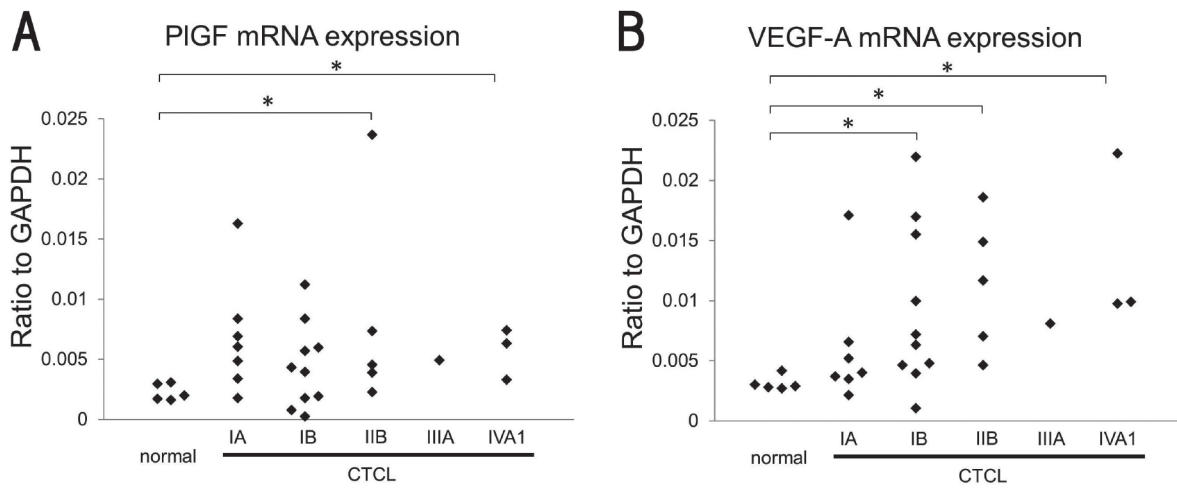 A
PlGF mRNA expression
*
*
Ratio to GAPDH
0.025
0.02
0.015
0.01
0.005
0
normal
IA
IB
IIB
IIIA
IVA1
CTCL
B
VEGF-A mRNA expression
*
*
*
Ratio to GAPDH
0.025
0.02
0.015
0.01
0.005
0
normal
IA
IB
IIB
IIIA
IVA1
CTCL